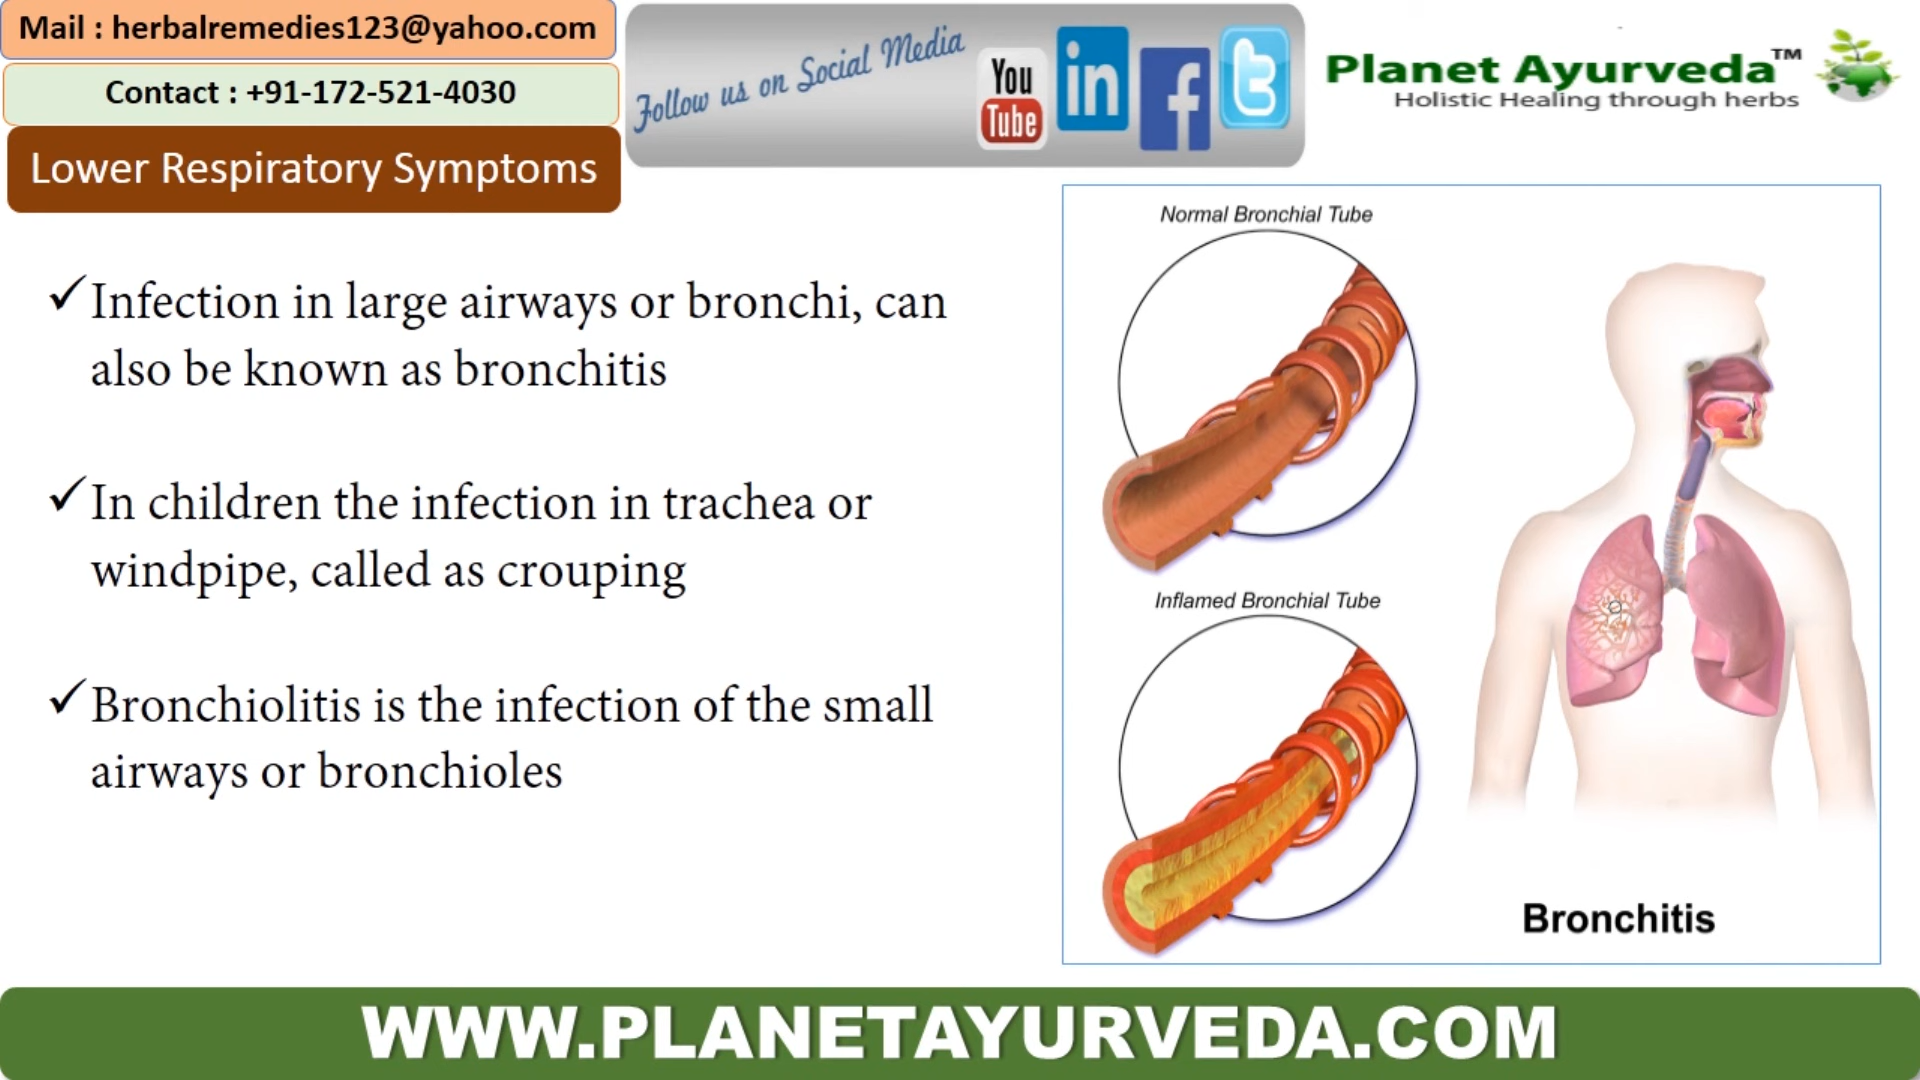 Mail : herbalremedies123@yahoo.com
Contact : +91-172-521-4030
Lower Respiratory Symptoms
Follow us on Social Media
You
Tube
in
f
t
Planet Ayurveda™
Holistic Healing through herbs
✓Infection in large airways or bronchi, can
also be known as bronchitis
✓In children the infection in trachea or
windpipe, called as crouping
✓Bronchiolitis is the infection of the small
airways or bronchioles
Normal Bronchial Tube
Inflamed Bronchial Tube
Bronchitis
WWW.PLANETAYURVEDA.COM